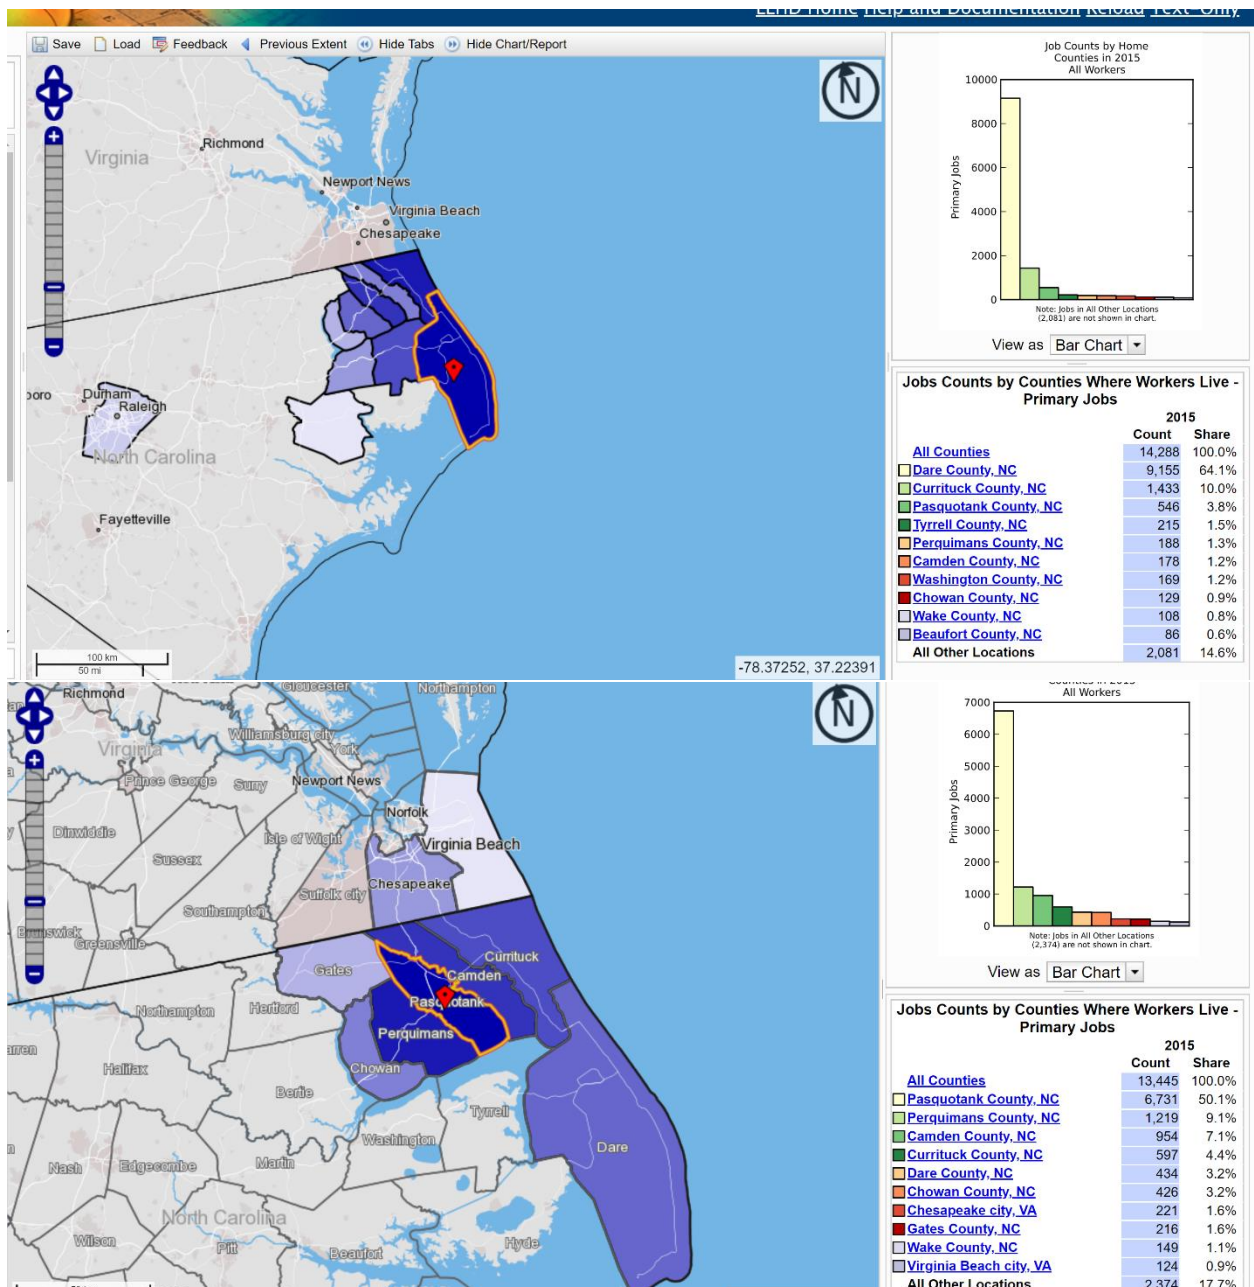 LEHD Home Help and Documentation Reload Text-Only
Save Load Feedback Previous Extent Hide Tabs Hide Chart/Report
N
Richmond
Virginia
Newport News
Virginia Beach
Chesapeake
Durham
Raleigh
North Carolina
Fayetteville
100 km
50 mi
-78.37252, 37.22391
Job Counts by Home
Counties in 2015
All Workers
10000
8000
6000
4000
2000
0
Primary Jobs
Note: Jobs in All Other Locations
(2,081) are not shown in chart.
View as Bar Chart
Jobs Counts by Counties Where Workers Live -
Primary Jobs
2015
Count Share
All Counties 14,288 100.0%
Dare County, NC 9,155 64.1%
Currituck County, NC 1,433 10.0%
Pasquotank County, NC 546 3.8%
Tyrrell County, NC 215 1.5%
Perquimans County, NC 188 1.3%
Camden County, NC 178 1.2%
Washington County, NC 169 1.2%
Chowan County, NC 129 0.9%
Wake County, NC 108 0.8%
Beaufort County, NC 86 0.6%
All Other Locations 2,081 14.6%
Gloucester
Northampton
Richmond
N
Williamsburg city
York
Virginia
Prince George
Surry
Newport News
Norfolk
Dinwiddie
Isle of Wight
Virginia Beach
Sussex
Chesapeake
Suffolk city
Southampton
Brunswick
Greensville
Currituck
Gates
Camden
Pasquotank
Northampton
Hertford
Perquimans
Halifax
Chowan
Bertie
Tyrrell
Washington
Dare
Nash
Edgecombe
Martin
North Carolina
Wilson
Pitt
Beaufort
Hyde
Counties in 2015
All Workers
7000
6000
5000
4000
3000
2000
1000
0
Primary Jobs
Note: Jobs in All Other Locations
(2,374) are not shown in chart.
View as Bar Chart
Jobs Counts by Counties Where Workers Live -
Primary Jobs
2015
Count Share
All Counties 13,445 100.0%
Pasquotank County, NC 6,731 50.1%
Perquimans County, NC 1,219 9.1%
Camden County, NC 954 7.1%
Currituck County, NC 597 4.4%
Dare County, NC 434 3.2%
Chowan County, NC 426 3.2%
Chesapeake city, VA 221 1.6%
Gates County, NC 216 1.6%
Wake County, NC 149 1.1%
Virginia Beach city, VA 124 0.9%
All Other Locations 2,374 17.7%